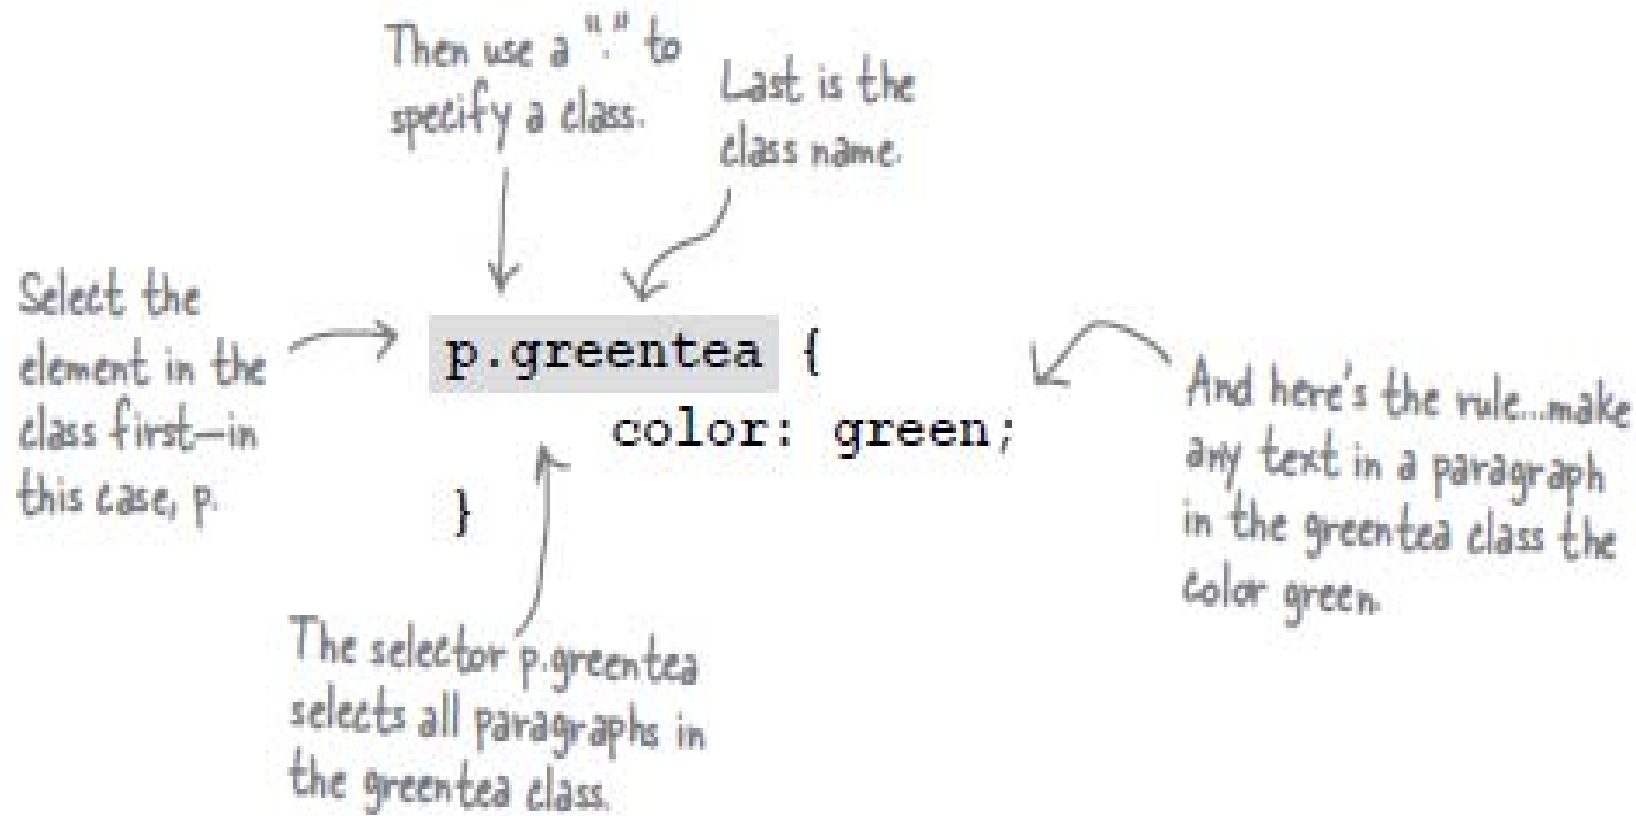 Then use a "." to
specify a class.
Last is the
class name.
Select the
element in the
class first—in
this case, p.
p.greentea {
color: green;
}
And here's the rule...make
any text in a paragraph
in the greentea class the
color green.
The selector p.greentea
selects all paragraphs in
the greentea class.